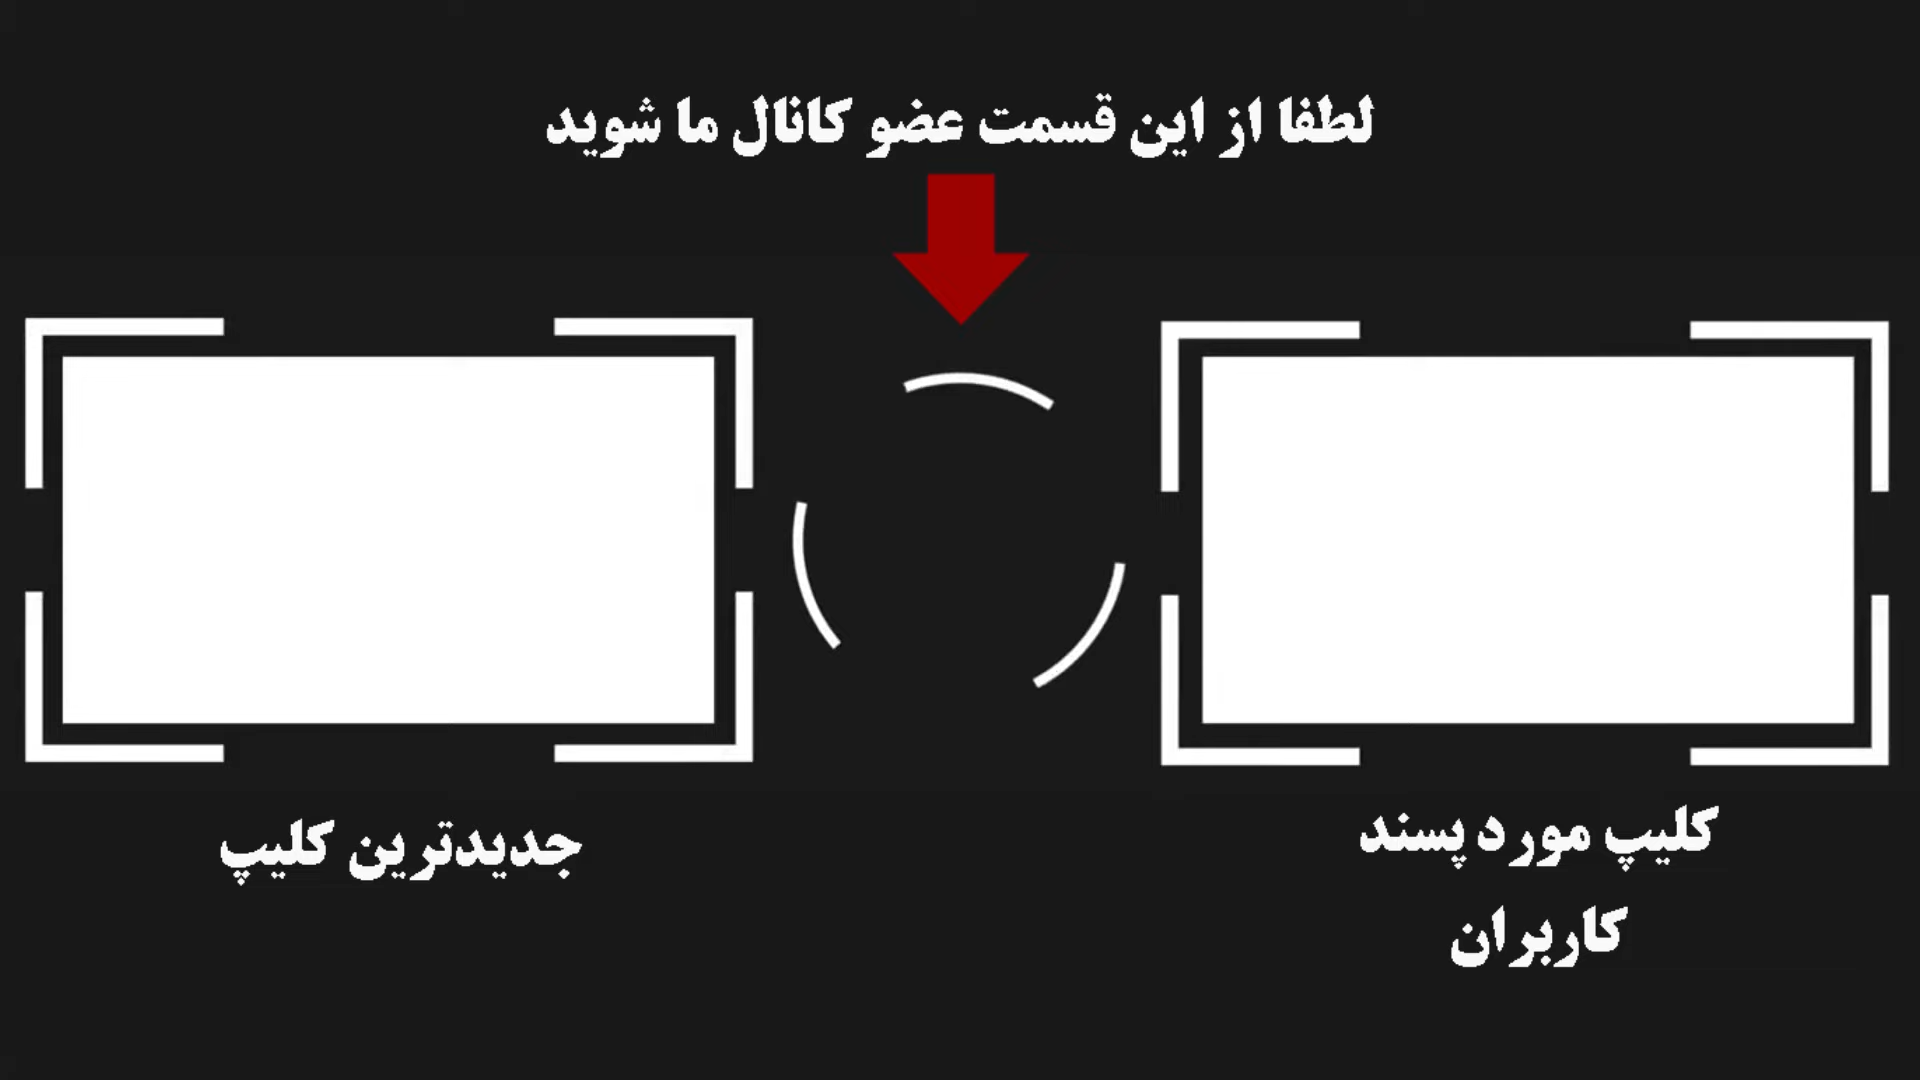 لطفا از این قسمت عضو کانال ما شوید
کلیپ مورد پسند
کاربران
جدیدترین کلیپ